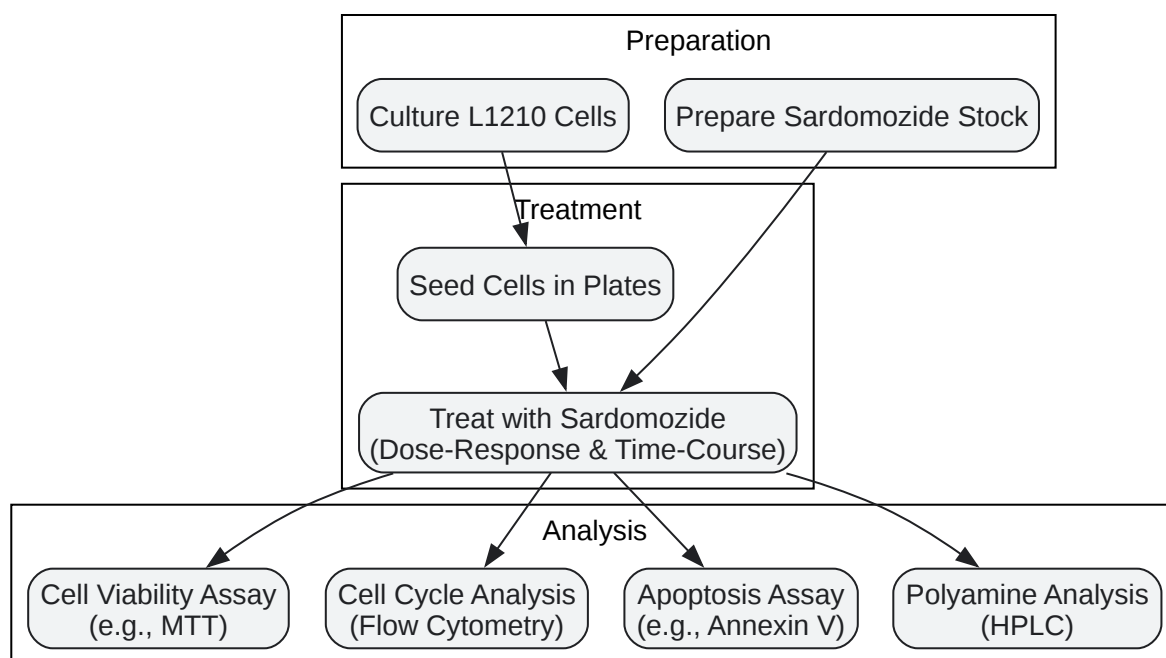 Preparation
Culture L1210 Cells
Prepare Sardomozide Stock
Treatment
Seed Cells in Plates
Treat with Sardomozide
(Dose-Response & Time-Course)
Analysis
Cell Viability Assay
(e.g., MTT)
Cell Cycle Analysis
(Flow Cytometry)
Apoptosis Assay
(e.g., Annexin V)
Polyamine Analysis
(HPLC)